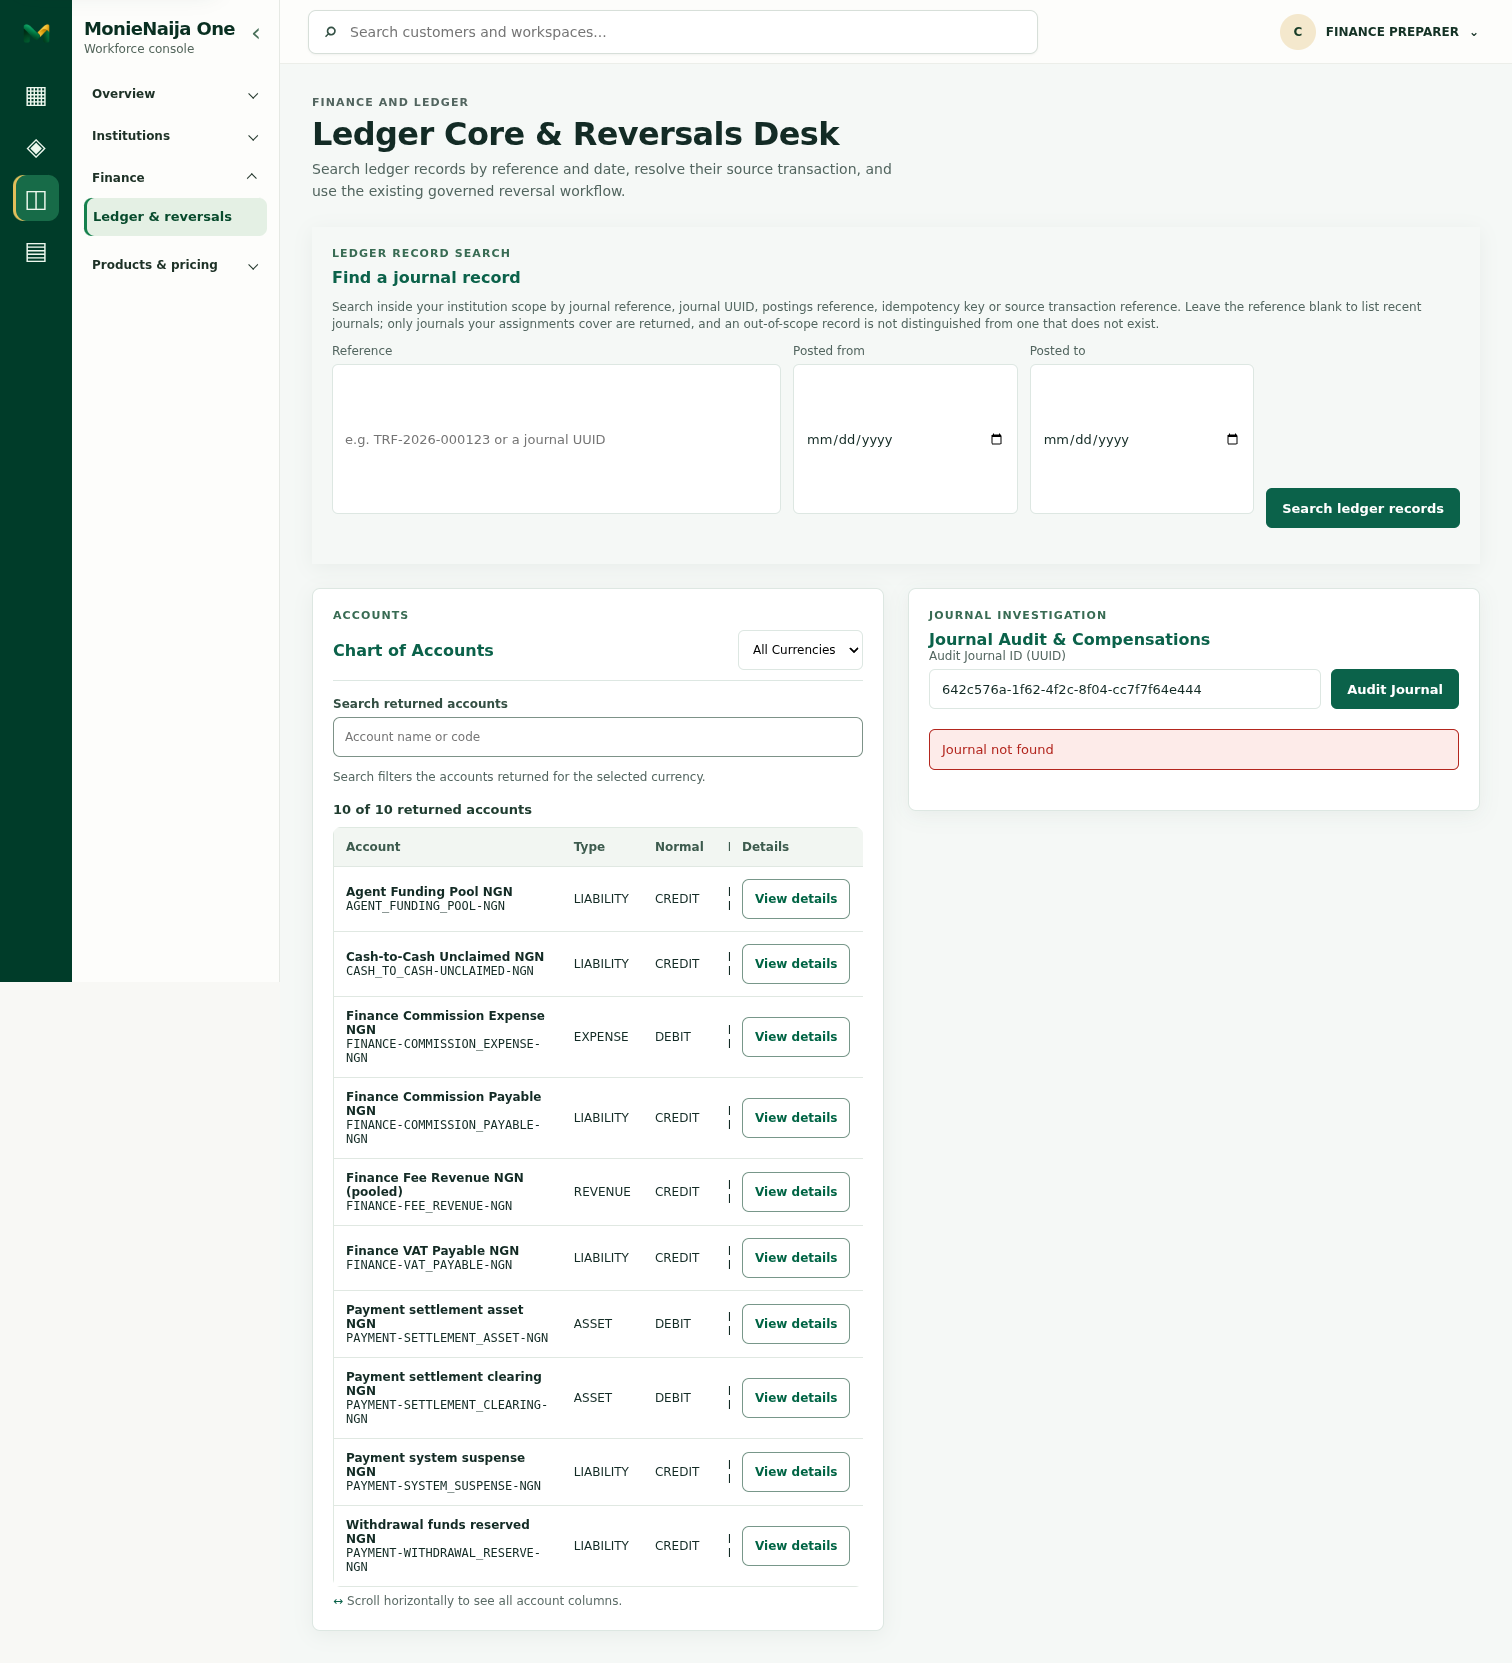 MonieNaija One
Workforce console
Overview
Institutions
Finance
Ledger & reversals
Products & pricing
Search customers and workspaces...
C
FINANCE PREPARER
FINANCE AND LEDGER
Ledger Core & Reversals Desk
Search ledger records by reference and date, resolve their source transaction, and
use the existing governed reversal workflow.
LEDGER RECORD SEARCH
Find a journal record
Search inside your institution scope by journal reference, journal UUID, postings reference, idempotency key or source transaction reference. Leave the reference blank to list recent
journals; only journals your assignments cover are returned, and an out-of-scope record is not distinguished from one that does not exist.
Reference
Posted from
Posted to
e.g. TRF-2026-000123 or a journal UUID
mm/dd/yyyy
mm/dd/yyyy
Search ledger records
ACCOUNTS
Chart of Accounts
All Currencies
Search returned accounts
Account name or code
Search filters the accounts returned for the selected currency.
10 of 10 returned accounts
Account Type Normal Details
Agent Funding Pool NGN
AGENT_FUNDING_POOL-NGN
LIABILITY CREDIT View details
Cash-to-Cash Unclaimed NGN
CASH_TO_CASH-UNCLAIMED-NGN
LIABILITY CREDIT View details
Finance Commission Expense
NGN
FINANCE-COMMISSION_EXPENSE-
NGN
EXPENSE DEBIT View details
Finance Commission Payable
NGN
FINANCE-COMMISSION_PAYABLE-
NGN
LIABILITY CREDIT View details
Finance Fee Revenue NGN
(pooled)
FINANCE-FEE_REVENUE-NGN
REVENUE CREDIT View details
Finance VAT Payable NGN
FINANCE-VAT_PAYABLE-NGN
LIABILITY CREDIT View details
Payment settlement asset
NGN
PAYMENT-SETTLEMENT_ASSET-NGN
ASSET DEBIT View details
Payment settlement clearing
NGN
PAYMENT-SETTLEMENT_CLEARING-
NGN
ASSET DEBIT View details
Payment system suspense
NGN
PAYMENT-SYSTEM_SUSPENSE-NGN
LIABILITY CREDIT View details
Withdrawal funds reserved
NGN
PAYMENT-WITHDRAWAL_RESERVE-
NGN
LIABILITY CREDIT View details
↔ Scroll horizontally to see all account columns.
JOURNAL INVESTIGATION
Journal Audit & Compensations
Audit Journal ID (UUID)
642c576a-1f62-4f2c-8f04-cc7f7f64e444
Audit Journal
Journal not found